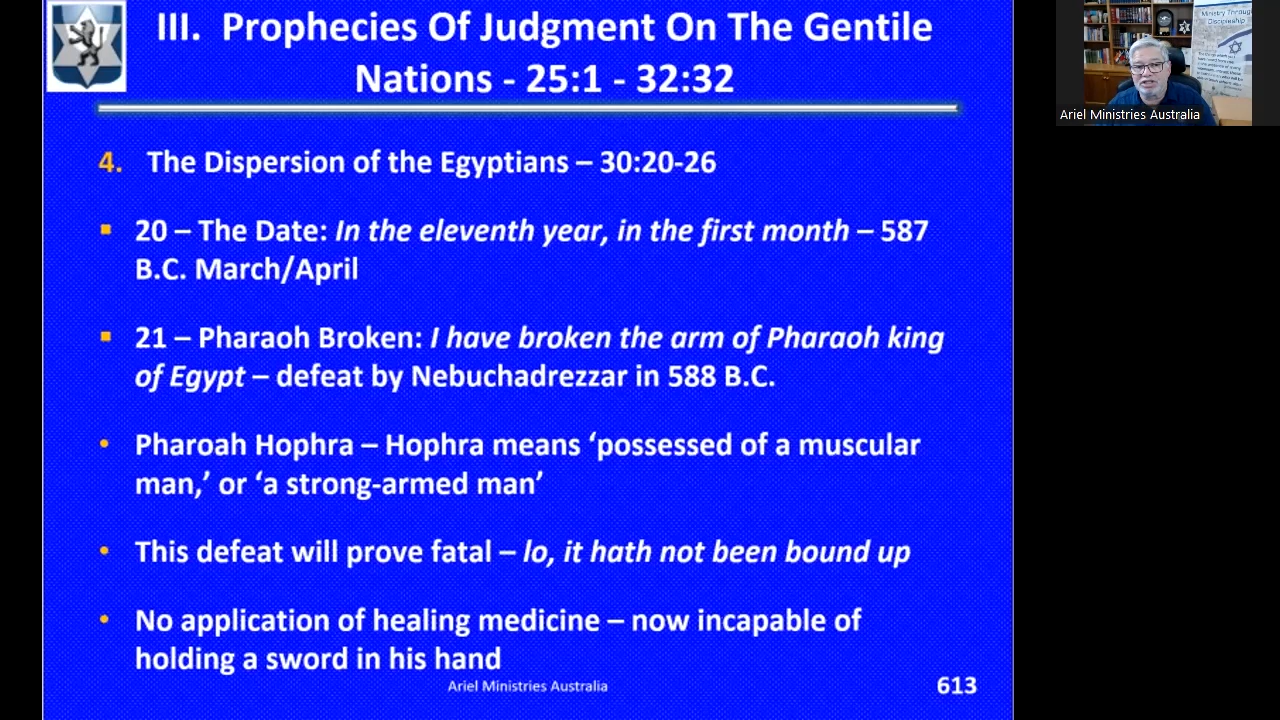 III. Prophecies Of Judgment On The Gentile
Nations - 25:1 - 32:32
4. The Dispersion of the Egyptians – 30:20-26
20 – The Date: In the eleventh year, in the first month – 587
B.C. March/April
21 – Pharaoh Broken: I have broken the arm of Pharaoh king
of Egypt – defeat by Nebuchadrezzar in 588 B.C.
Pharoah Hophra – Hophra means ‘possessed of a muscular
man,’ or ‘a strong-armed man’
This defeat will prove fatal – lo, it hath not been bound up
No application of healing medicine – now incapable of
holding a sword in his hand
Ariel Ministries Australia
613
Ministry Through
Discipleship
Ariel Ministries Australia